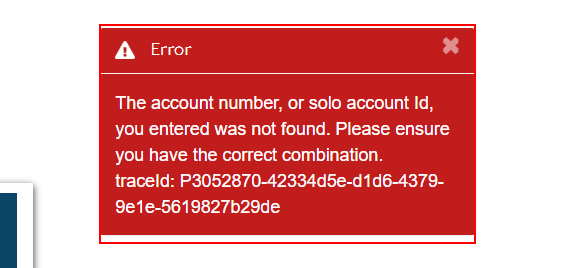 Error
The account number, or solo account Id,
you entered was not found. Please ensure
you have the correct combination.
traceId: P3052870-42334d5e-d1d6-4379-
9e1e-5619827b29de